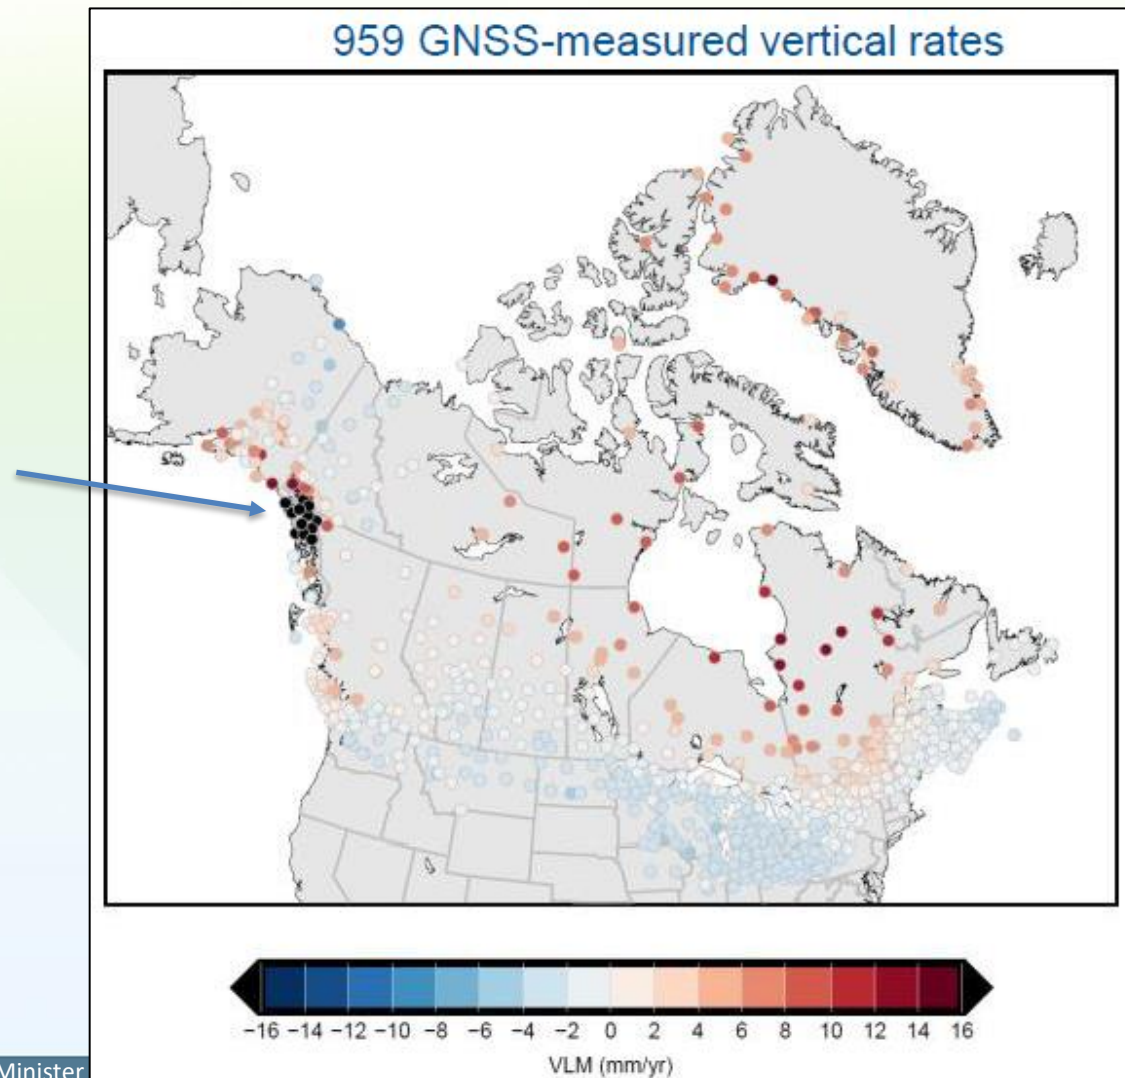 959 GNSS-measured vertical rates
−16 −14 −12 −10 −8 −6 −4 −2 0 2 4 6 8 10 12 14 16
VLM (mm/yr)
Minister